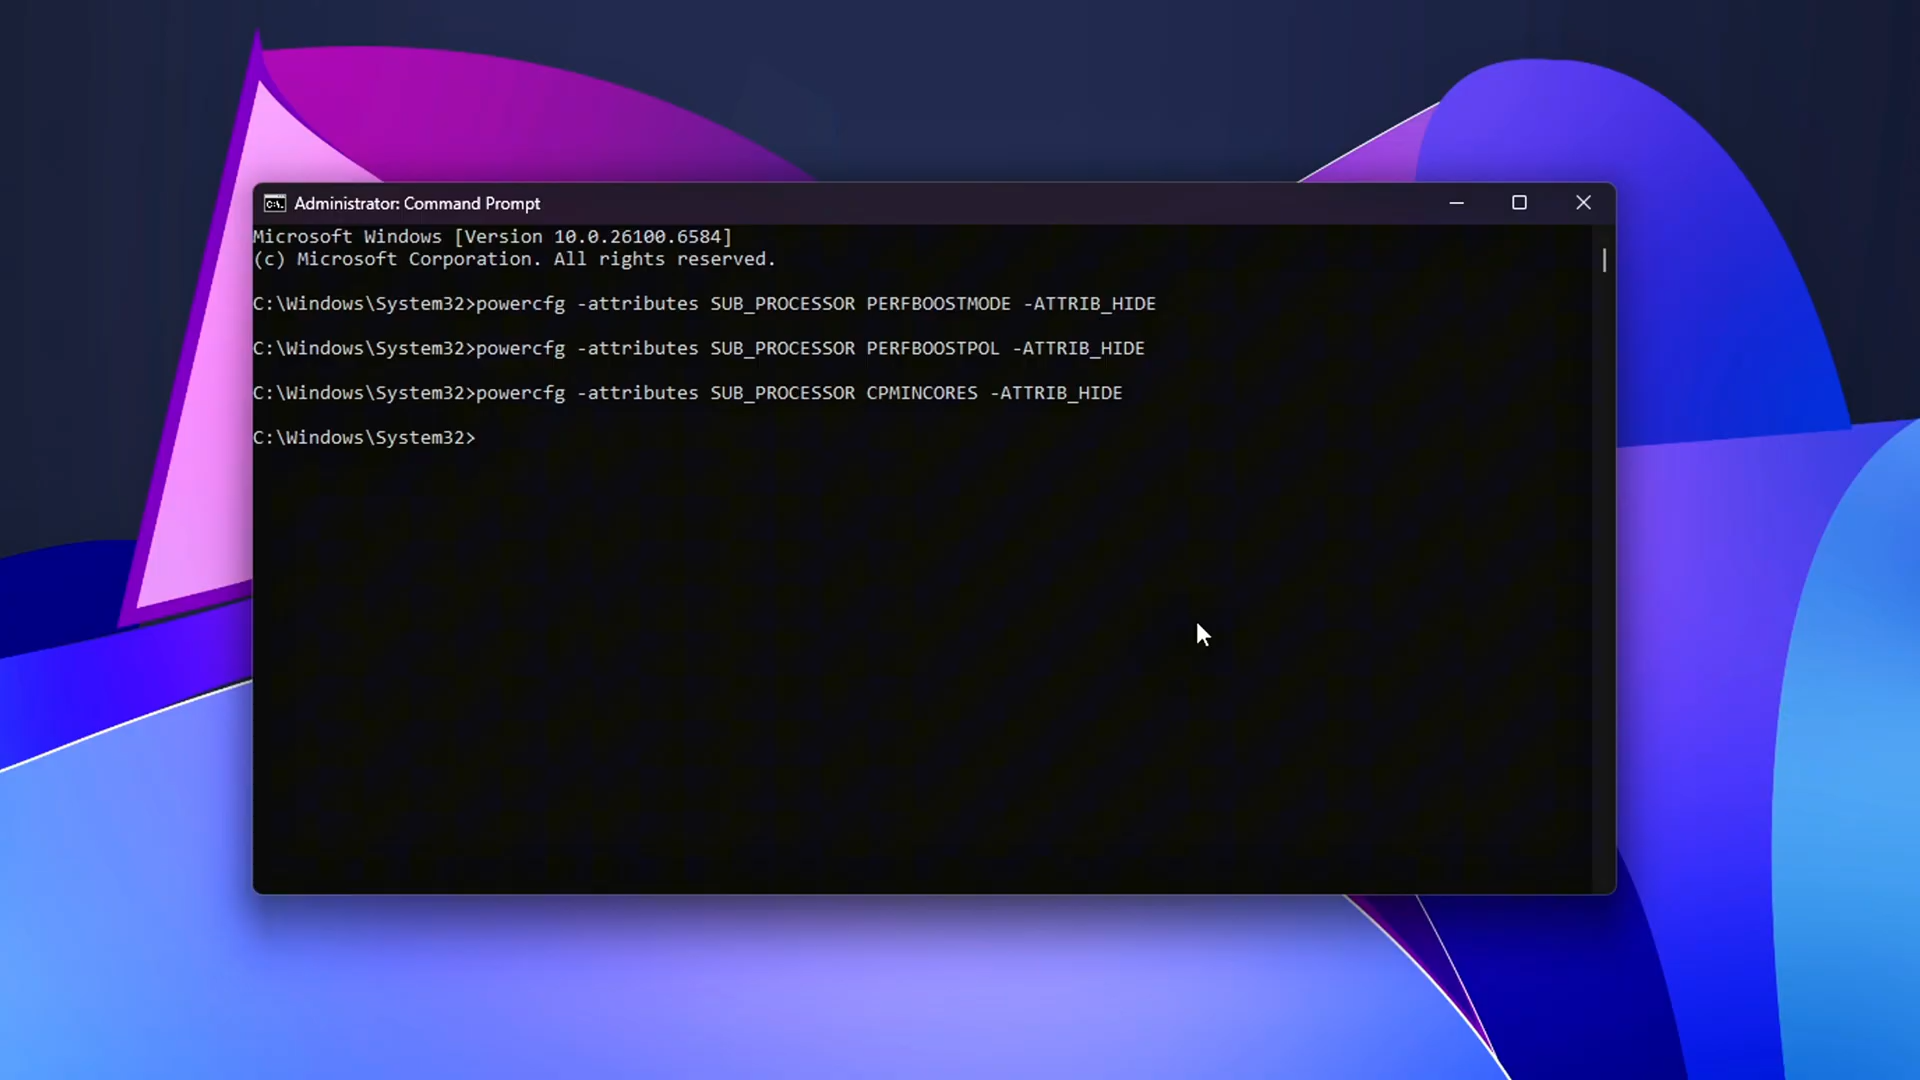 Administrator: Command Prompt
Microsoft Windows [Version 10.0.26100.6584]
(c) Microsoft Corporation. All rights reserved.
C:\Windows\System32>powercfg -attributes SUB_PROCESSOR PERFBOOSTMODE -ATTRIB_HIDE
C:\Windows\System32>powercfg -attributes SUB_PROCESSOR PERFBOOSTPOL -ATTRIB_HIDE
C:\Windows\System32>powercfg -attributes SUB_PROCESSOR CPMINCORES -ATTRIB_HIDE
C:\Windows\System32>